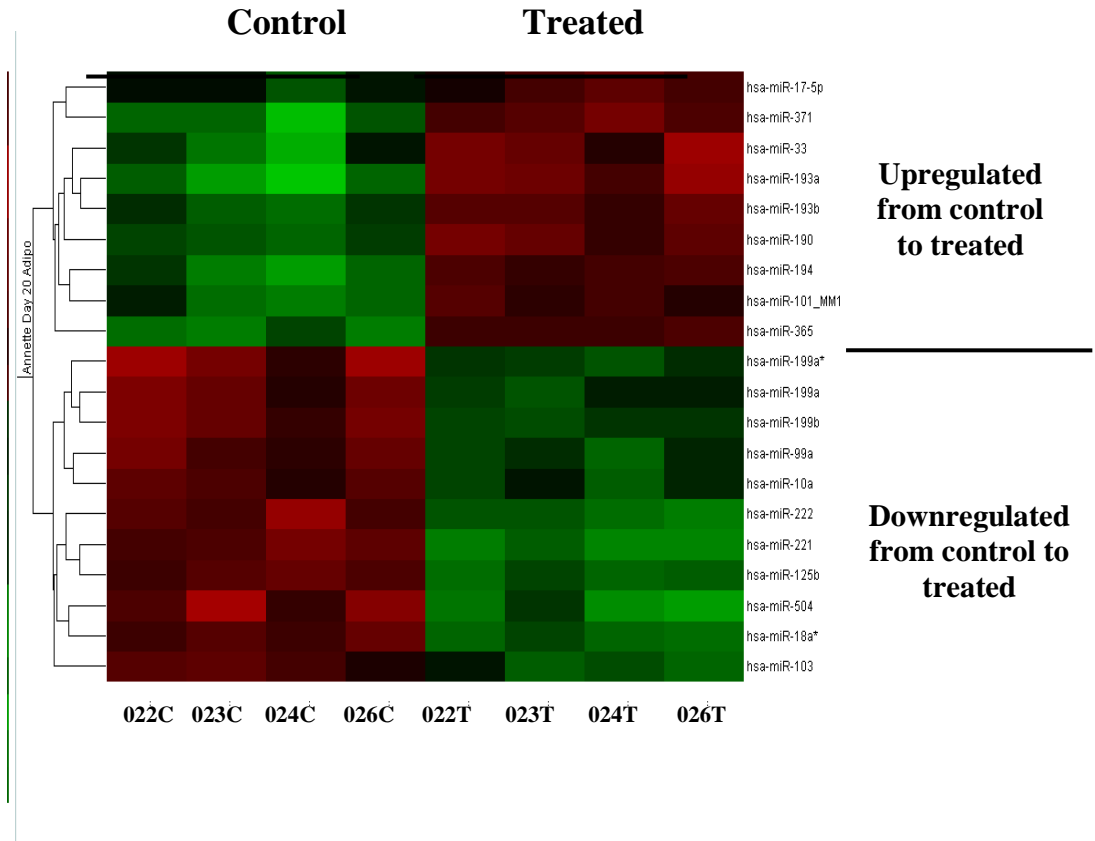 Control Treated
Annette Day 20 Adipo
hsa-miR-17-5p
hsa-miR-371
hsa-miR-33
hsa-miR-193a
hsa-miR-193b
hsa-miR-190
hsa-miR-194
hsa-miR-101_MM1
hsa-miR-365
hsa-miR-199a*
hsa-miR-199a
hsa-miR-199b
hsa-miR-99a
hsa-miR-10a
hsa-miR-222
hsa-miR-221
hsa-miR-125b
hsa-miR-504
hsa-miR-18a*
hsa-miR-103
Upregulated
from control
to treated
Downregulated
from control to
treated
022C 023C 024C 026C 022T 023T 024T 026T